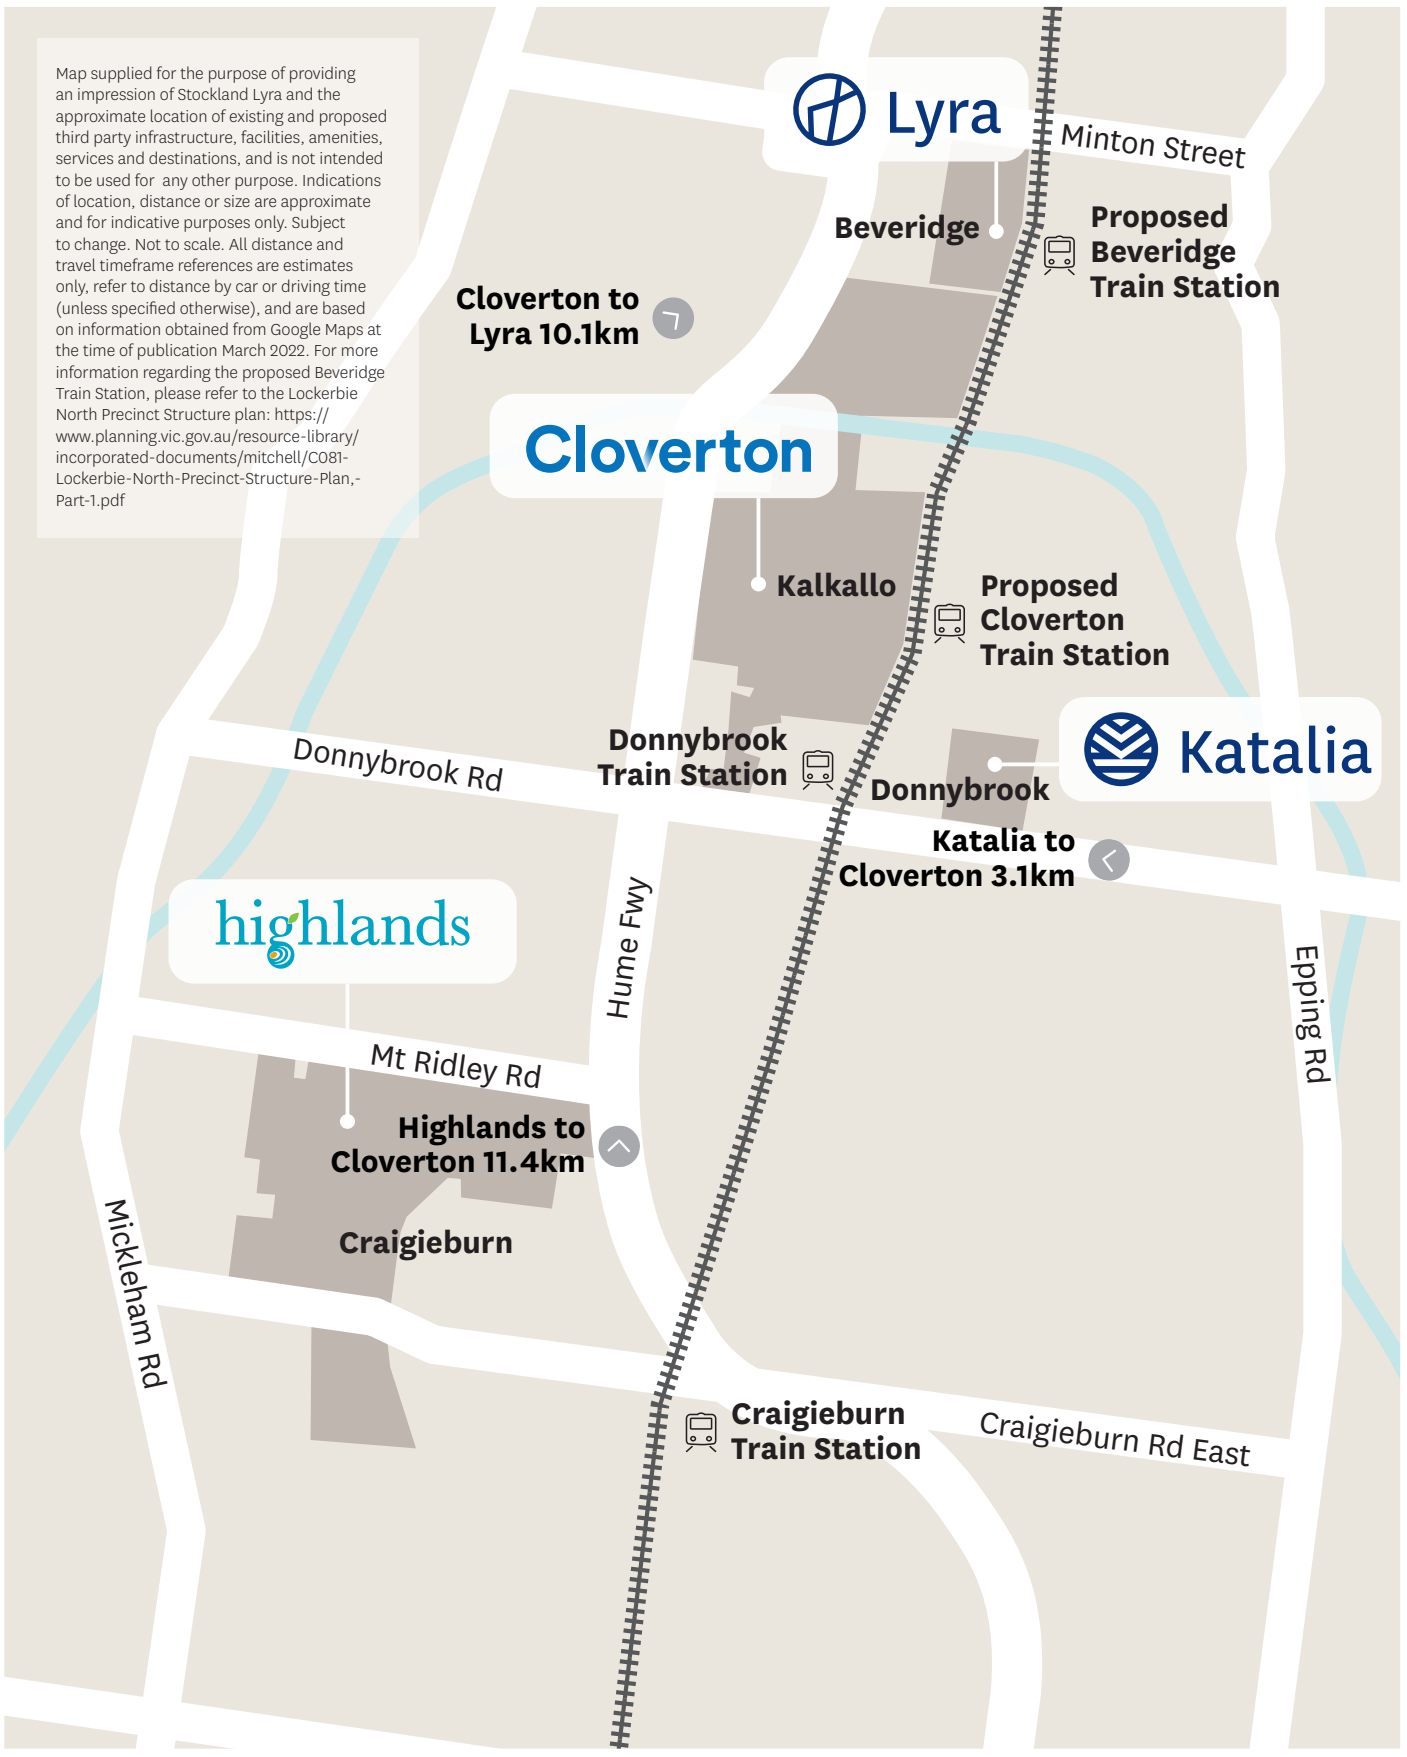 Map supplied for the purpose of providing
an impression of Stockland Lyra and the
approximate location of existing and proposed
third party infrastructure, facilities, amenities,
services and destinations, and is not intended
to be used for any other purpose. Indications
of location, distance or size are approximate
and for indicative purposes only. Subject
to change. Not to scale. All distance and
travel timeframe references are estimates
only, refer to distance by car or driving time
(unless specified otherwise), and are based
on information obtained from Google Maps at
the time of publication March 2022. For more
information regarding the proposed Beveridge
Train Station, please refer to the Lockerbie
North Precinct Structure plan: https://
www.planning.vic.gov.au/resource-library/
incorporated-documents/mitchell/C081-
Lockerbie-North-Precinct-Structure-Plan,-
Part-1.pdf
Lyra
Minton Street
Beveridge
Proposed
Beveridge
Train Station
Cloverton to
Lyra 10.1km
Cloverton
Kalkallo
Proposed
Cloverton
Train Station
Donnybrook Rd
Donnybrook
Train Station
Katalia
Donnybrook
Katalia to
Cloverton 3.1km
highlands
Hume Fwy
Epping Rd
Mt Ridley Rd
Highlands to
Cloverton 11.4km
Craigieburn
Mickleham Rd
Craigieburn
Train Station
Craigieburn Rd East